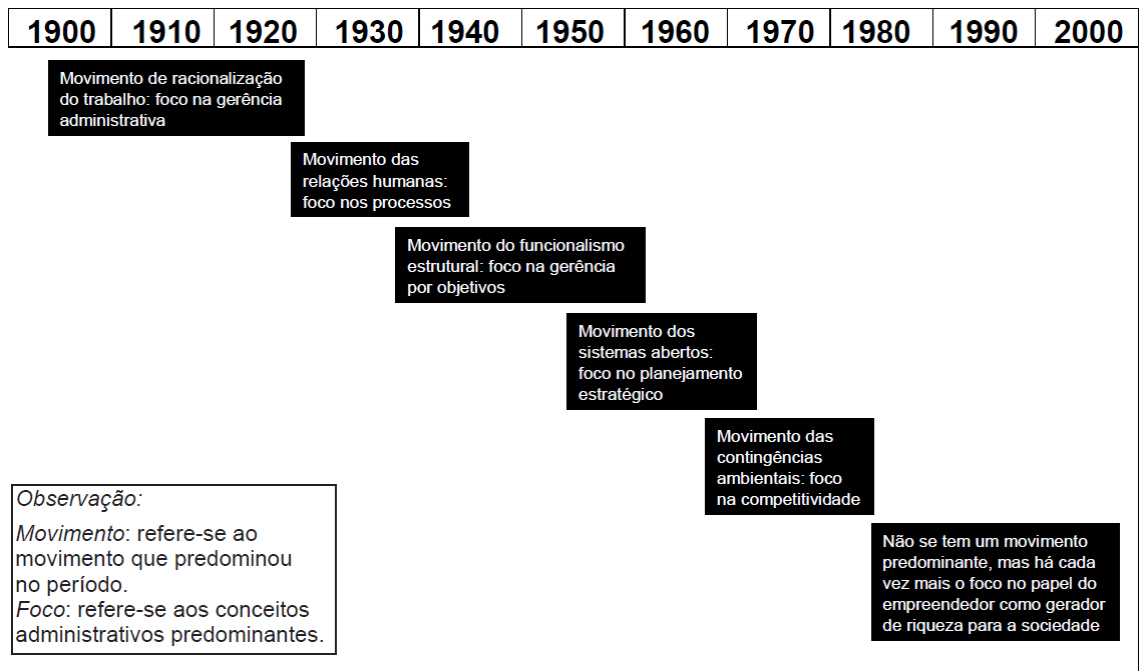 1900 1910 1920 1930 1940 1950 1960 1970 1980 1990 2000
Movimento de racionalização
do trabalho: foco na gerência
administrativa
Movimento das
relações humanas:
foco nos processos
Movimento do funcionalismo
estrutural: foco na gerência
por objetivos
Movimento dos
sistemas abertos:
foco no planejamento
estratégico
Movimento das
contingências
ambientais: foco
na competitividade
Observação:
Movimento: refere-se ao
movimento que predominou
no período.
Foco: refere-se aos conceitos
administrativos predominantes.
Não se tem um movimento
predominante, mas há cada
vez mais o foco no papel do
empreendedor como gerador
de riqueza para a sociedade